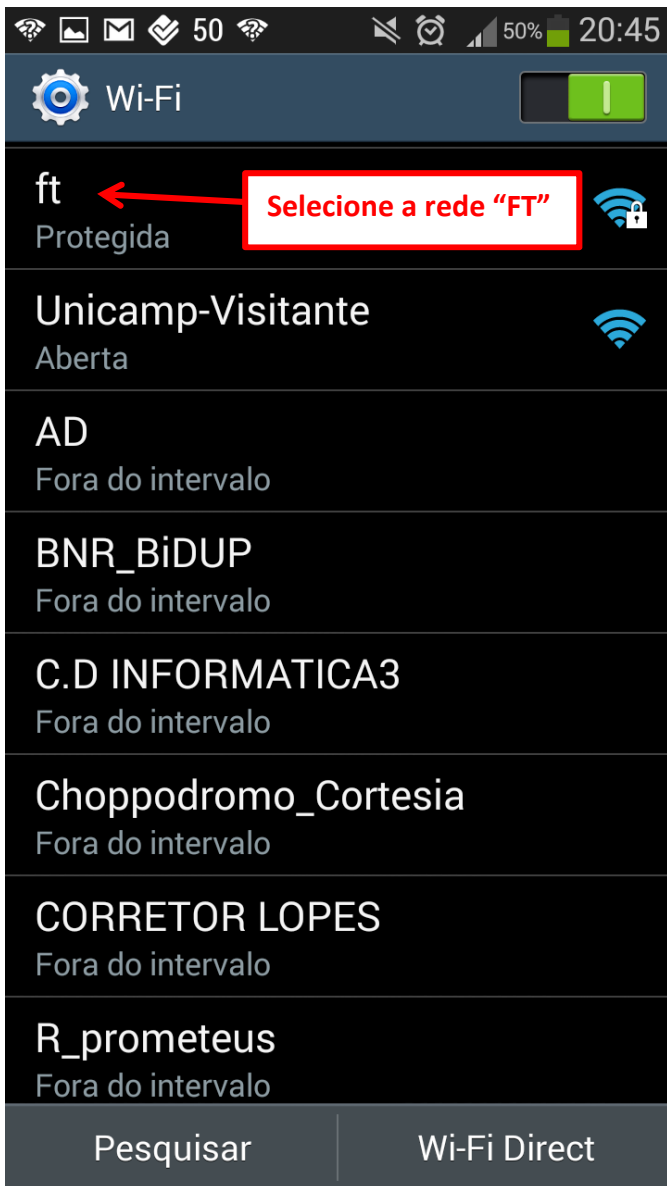 50 50% 20:45
Wi-Fi
ft
Selecione a rede “FT”
Protegida
Unicamp-Visitante
Aberta
AD
Fora do intervalo
BNR_BiDUP
Fora do intervalo
C.D INFORMATICA3
Fora do intervalo
Choppodromo_Cortesia
Fora do intervalo
CORRETOR LOPES
Fora do intervalo
R_prometeus
Fora do intervalo
Pesquisar Wi-Fi Direct